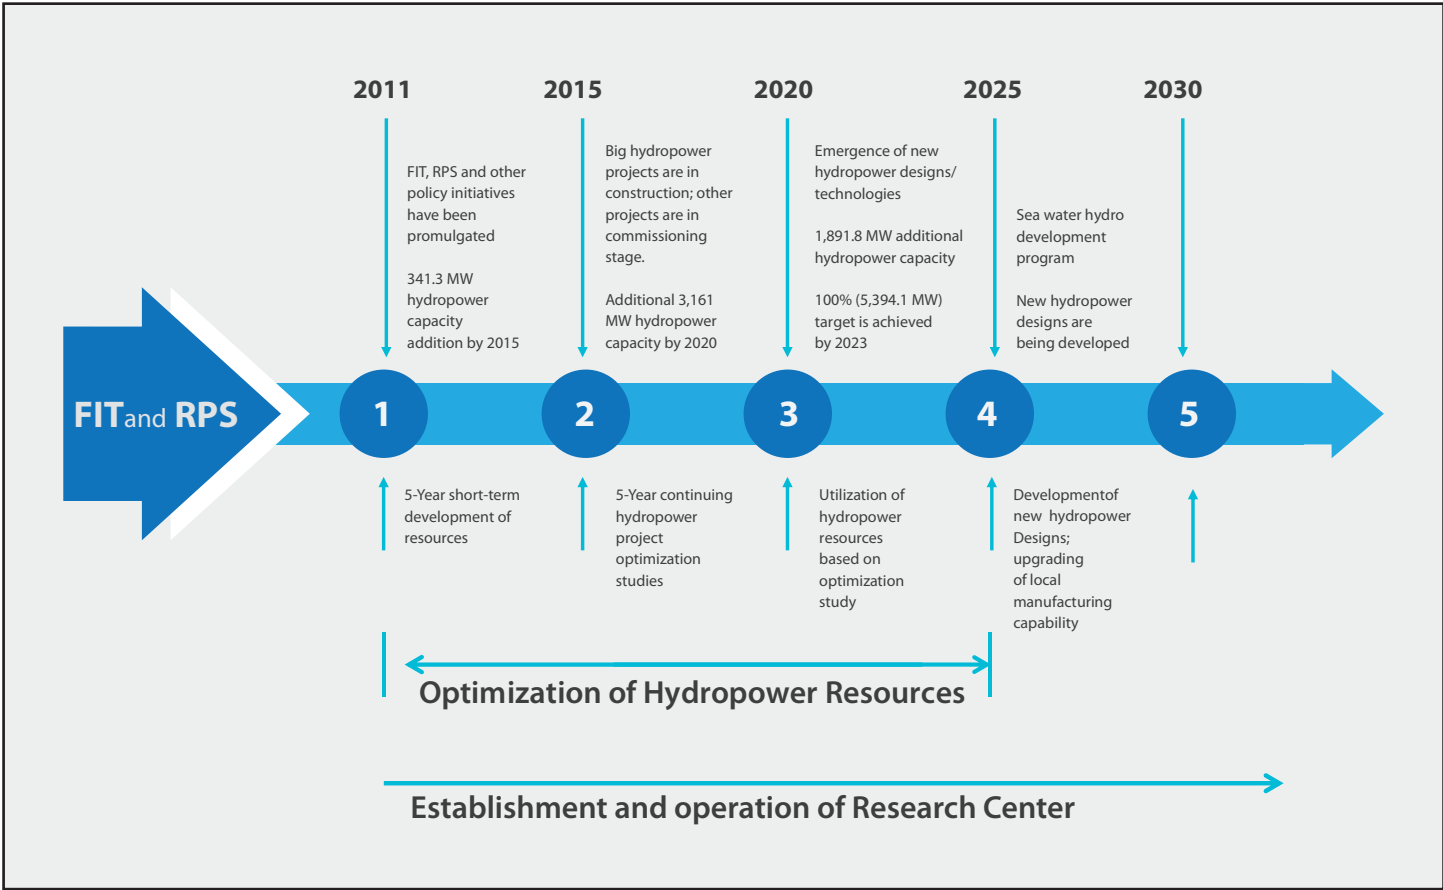 2011
2015
2020
2025
2030
FIT, RPS and other
policy initiatives
have been
promulgated
341.3 MW
hydropower
capacity
addition by 2015
Big hydropower
projects are in
construction; other
projects are in
commissioning
stage.
Additional 3,161
MW hydropower
capacity by 2020
Emergence of new
hydropower designs/
technologies
1,891.8 MW additional
hydropower capacity
100% (5,394.1 MW)
target is achieved
by 2023
Sea water hydro
development
program
New hydropower
designs are
being developed
FIT and RPS
1
2
3
4
5
5-Year short-term
development of
resources
5-Year continuing
hydropower
project
optimization
studies
Utilization of
hydropower
resources
based on
optimization
study
Developmentof
new hydropower
Designs;
upgrading
of local
manufacturing
capability
Optimization of Hydropower Resources
Establishment and operation of Research Center